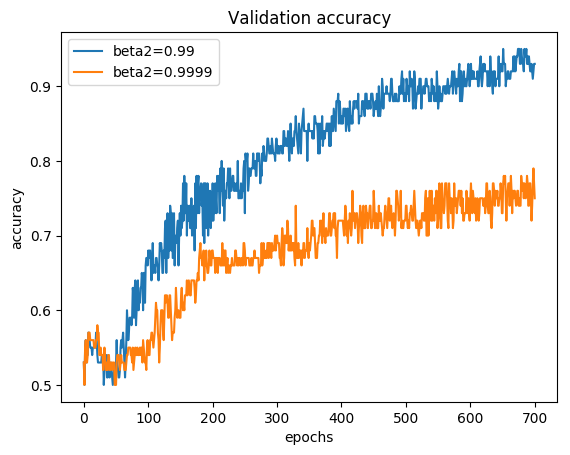 Validation accuracy
beta2=0.99
beta2=0.9999
accuracy
0.9
0.8
0.7
0.6
0.5
0 100 200 300 400 500 600 700
epochs